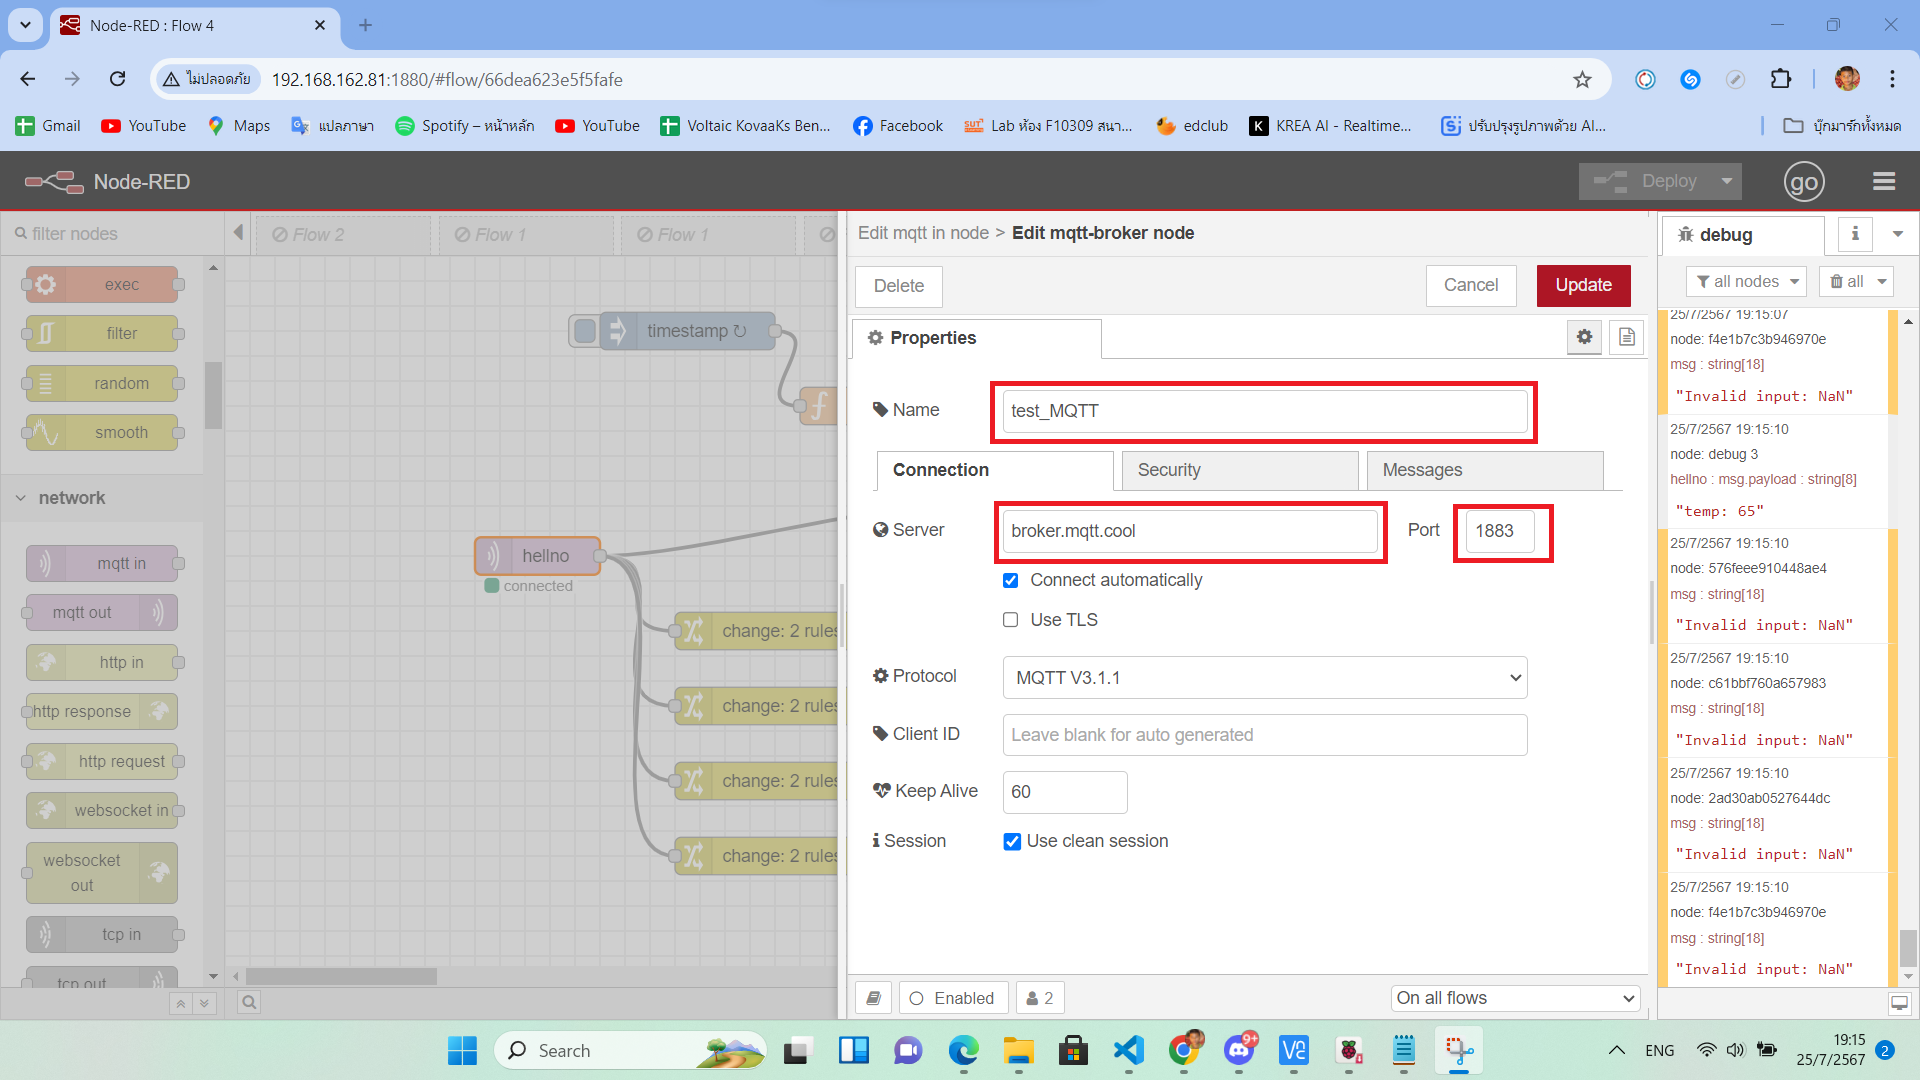 Node-RED : Flow 4
ไม่ปลอดภัย
192.168.162.81:1880/#flow/66dea623e5f5fafe
Gmail
YouTube
Maps
แปลภาษา
Spotify – หน้าหลัก
YouTube
Voltaic KovaaKs Ben...
Facebook
Lab ห้อง F10309 สนา...
edclub
KREA AI - Realtime...
ปรับปรุงรูปภาพด้วย AI...
บุ๊กมาร์กทั้งหมด
Node-RED
Deploy
go
filter nodes
Flow 2
Flow 1
Flow 1
exec
filter
random
smooth
network
mqtt in
mqtt out
http in
http response
http request
websocket in
websocket
out
tcp in
tcp out
timestamp ↻
hellno
connected
change: 2 rules
change: 2 rules
change: 2 rules
change: 2 rules
Edit mqtt in node > Edit mqtt-broker node
Delete
Cancel
Update
Properties
Name
test_MQTT
Connection
Security
Messages
Server
broker.mqtt.cool
Port
1883
Connect automatically
Use TLS
Protocol
MQTT V3.1.1
Client ID
Leave blank for auto generated
Keep Alive
60
Session
Use clean session
Enabled
2
On all flows
debug
all nodes
all
25/7/2567 19:15:07
node: f4e1b7c3b946970e
msg : string[18]
"Invalid input: NaN"
25/7/2567 19:15:10
node: debug 3
hellno : msg.payload : string[8]
"temp: 65"
25/7/2567 19:15:10
node: 576feee910448ae4
msg : string[18]
"Invalid input: NaN"
25/7/2567 19:15:10
node: c61bbf760a657983
msg : string[18]
"Invalid input: NaN"
25/7/2567 19:15:10
node: 2ad30ab0527644dc
msg : string[18]
"Invalid input: NaN"
25/7/2567 19:15:10
node: f4e1b7c3b946970e
msg : string[18]
"Invalid input: NaN"
Search
9+
ENG
19:15
25/7/2567
2